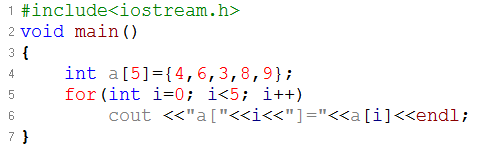 1 #include<iostream.h>
2 void main()
3 {
4 int a[5]={4,6,3,8,9};
5 for(int i=0; i<5; i++)
6 cout <<"a["<<i<<"]="<<a[i]<<endl;
7 }